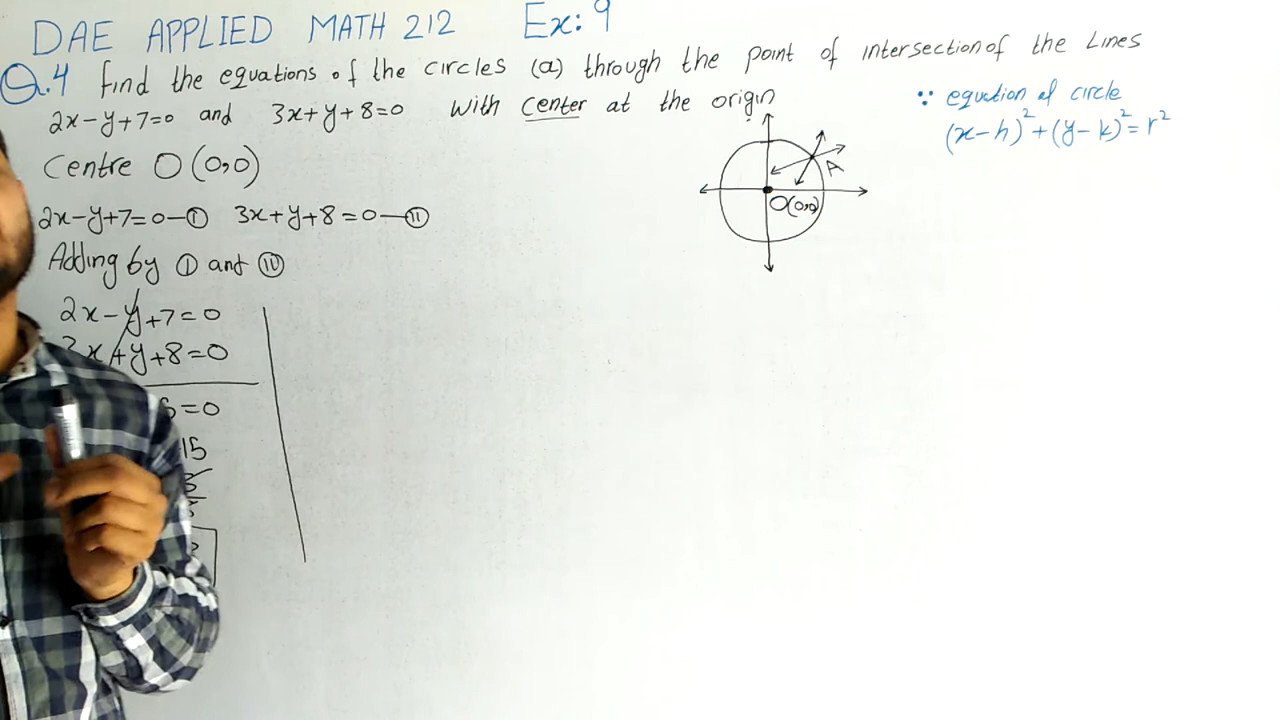 DAE APPLIED MATH 212 Ex: 9
Q.4 find the equations of the circles (a) through the point of intersection of the Lines
2x-y+7=0 and 3x+y+8=0 with center at the origin
∵ equation of circle
(x-h)²+(y-k)²=r²
Centre O(0,0)
A
O(0,0)
2x-y+7=0-Ⓘ 3x+y+8=0-Ⓘ Ⓘ
Adding by Ⓘ and
2x-y+7=0
3x+y+8=0
5=0
15